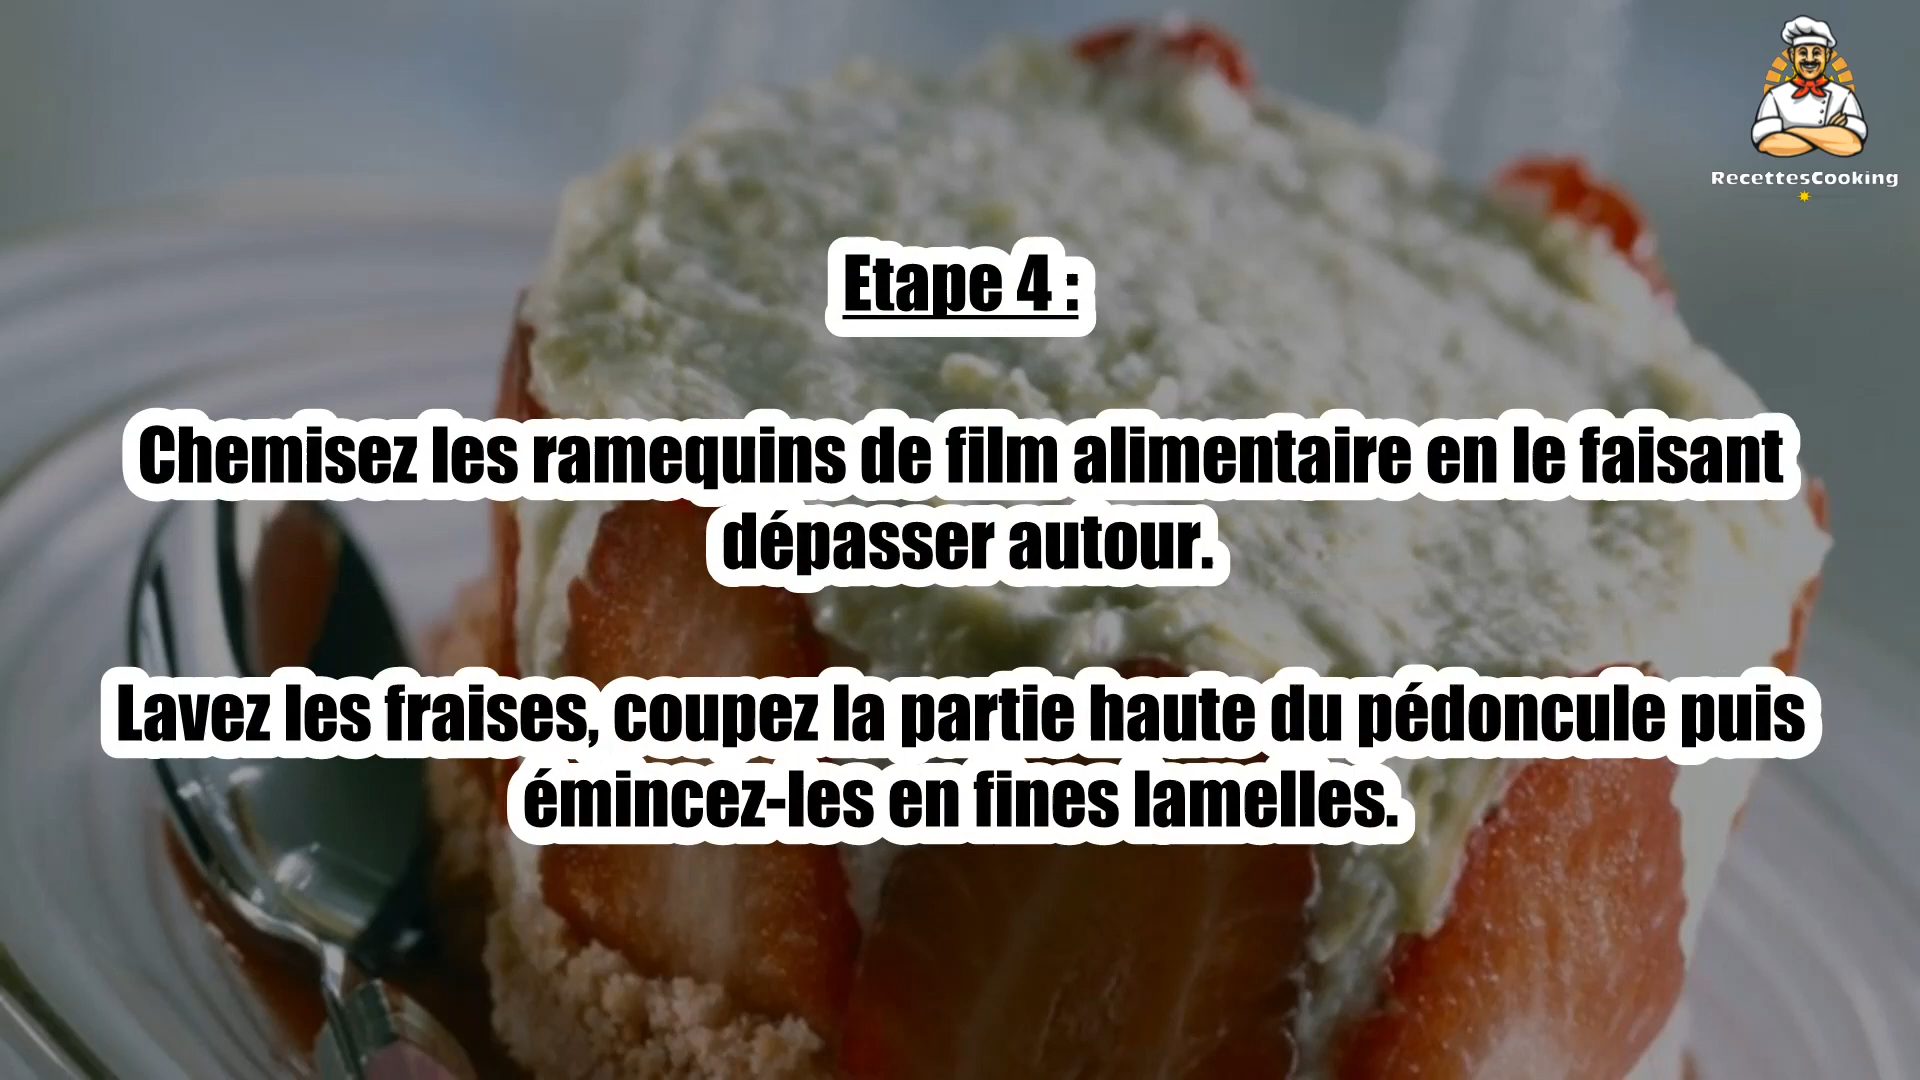 RecettesCooking
Etape 4 :
Chemisez les ramequins de film alimentaire en le faisant
dépasser autour.
Lavez les fraises, coupez la partie haute du pédoncule puis
émincez-les en fines lamelles.